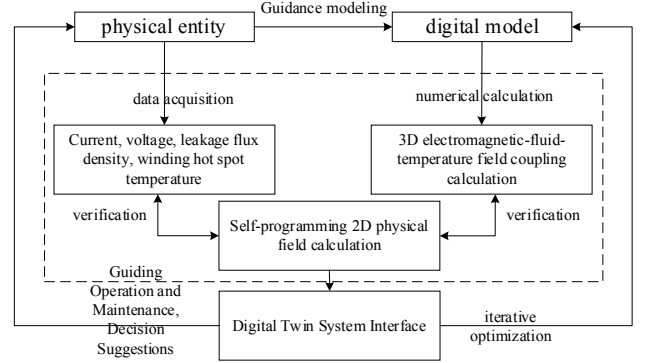 Guidance modeling
physical entity
digital model
data acquisition
numerical calculation
Current, voltage, leakage flux
density, winding hot spot
temperature
3D electromagnetic-fluid-
temperature field coupling
calculation
verification
Self-programming 2D physical
field calculation
verification
Guiding
Operation and
Maintenance,
Decision
Suggestions
Digital Twin System Interface
iterative
optimization